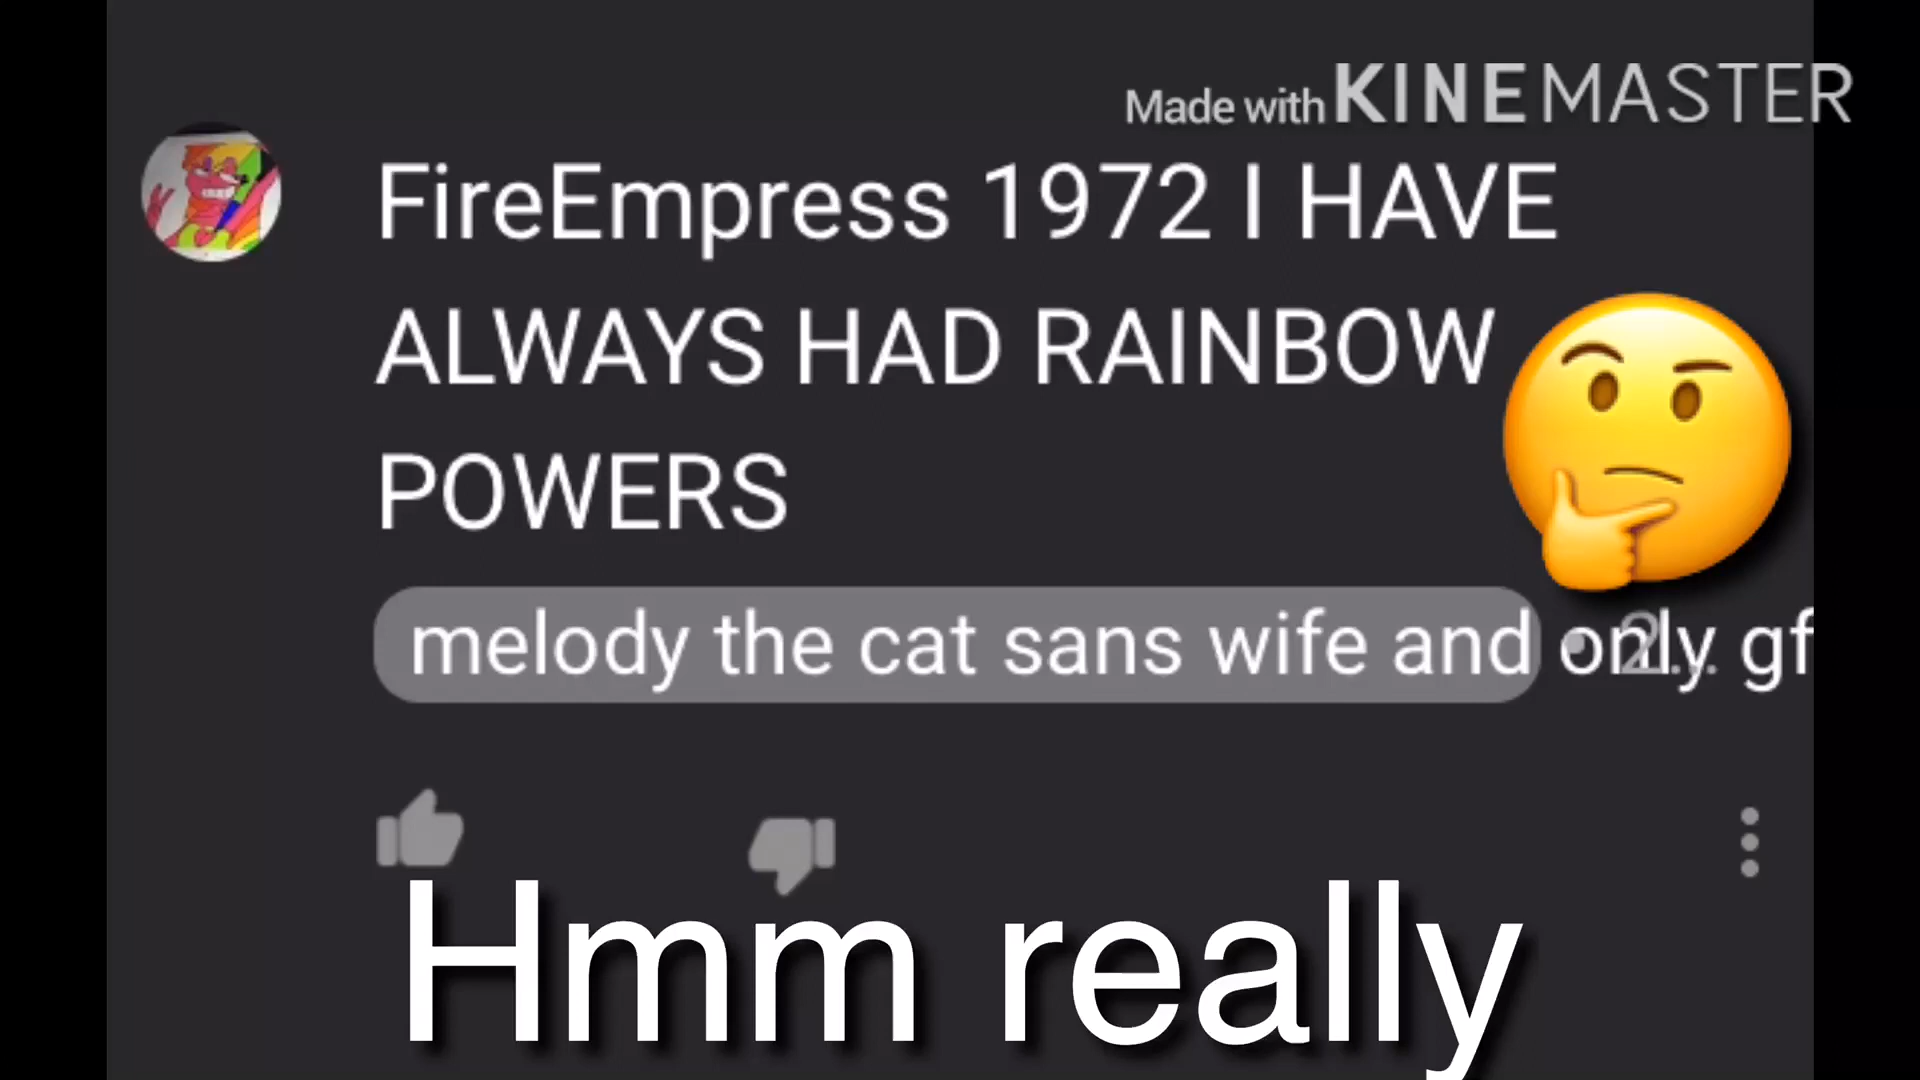 Made with KINEMASTER
FireEmpress 1972 I HAVE
ALWAYS HAD RAINBOW
POWERS
melody the cat sans wife and only gf
• 2...
Hmm really